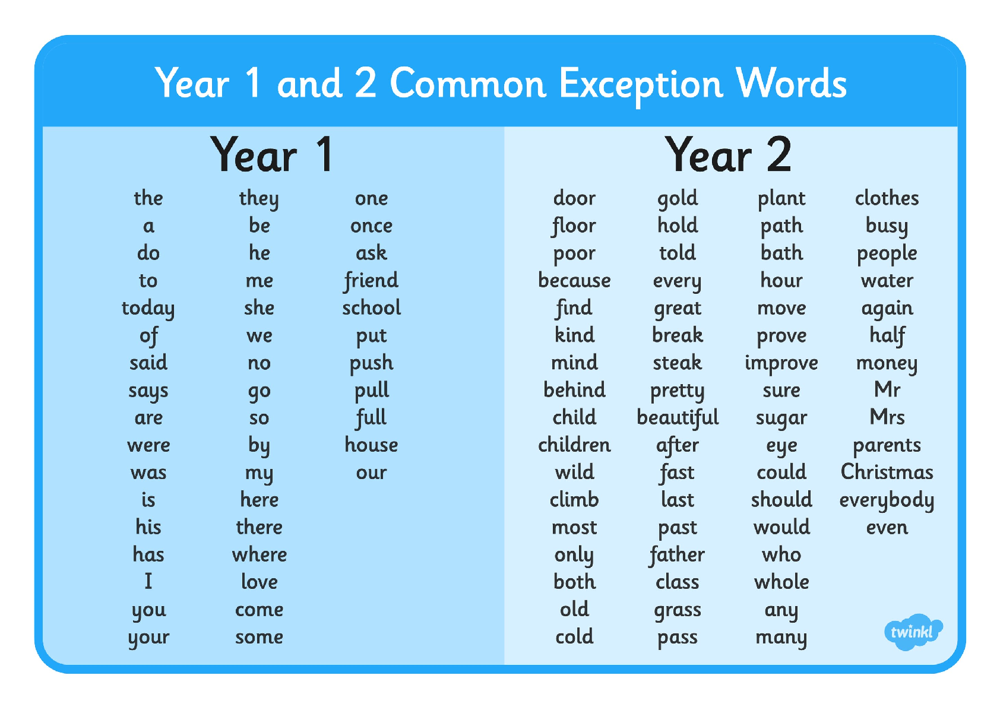 Year 1 and 2 Common Exception Words
Year 1
the they one
a be once
do he ask
to me friend
today she school
of we put
said no push
says go pull
are so full
were by house
was my our
is here
his there
has where
I love
you come
your some
Year 2
door gold plant clothes
floor hold path busy
poor told bath people
because every hour water
find great move again
kind break prove half
mind steak improve money
behind pretty sure Mr
child beautiful sugar Mrs
children after eye parents
wild fast could Christmas
climb last should everybody
most past would even
only father who
both class whole
old grass any
cold pass many
twinkl